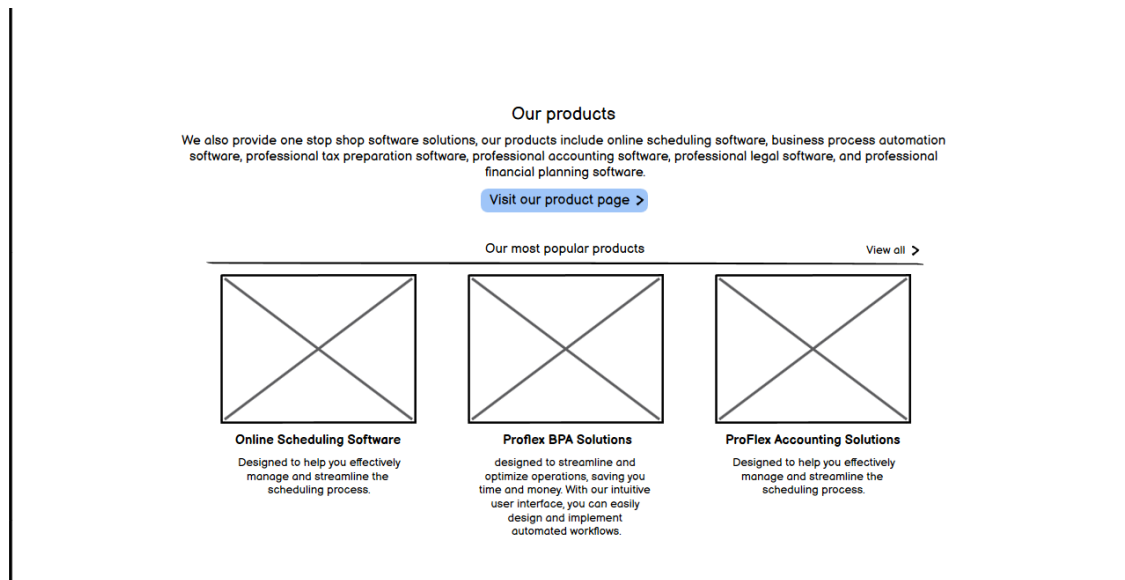 Our products
We also provide one stop shop software solutions, our products include online scheduling software, business process automation
software, professional tax preparation software, professional accounting software, professional legal software, and professional
financial planning software.
Visit our product page >
Our most popular products
View all >
Online Scheduling Software
Designed to help you effectively
manage and streamline the
scheduling process.
Proflex BPA Solutions
designed to streamline and
optimize operations, saving you
time and money. With our intuitive
user interface, you can easily
design and implement
automated workflows.
ProFlex Accounting Solutions
Designed to help you effectively
manage and streamline the
scheduling process.